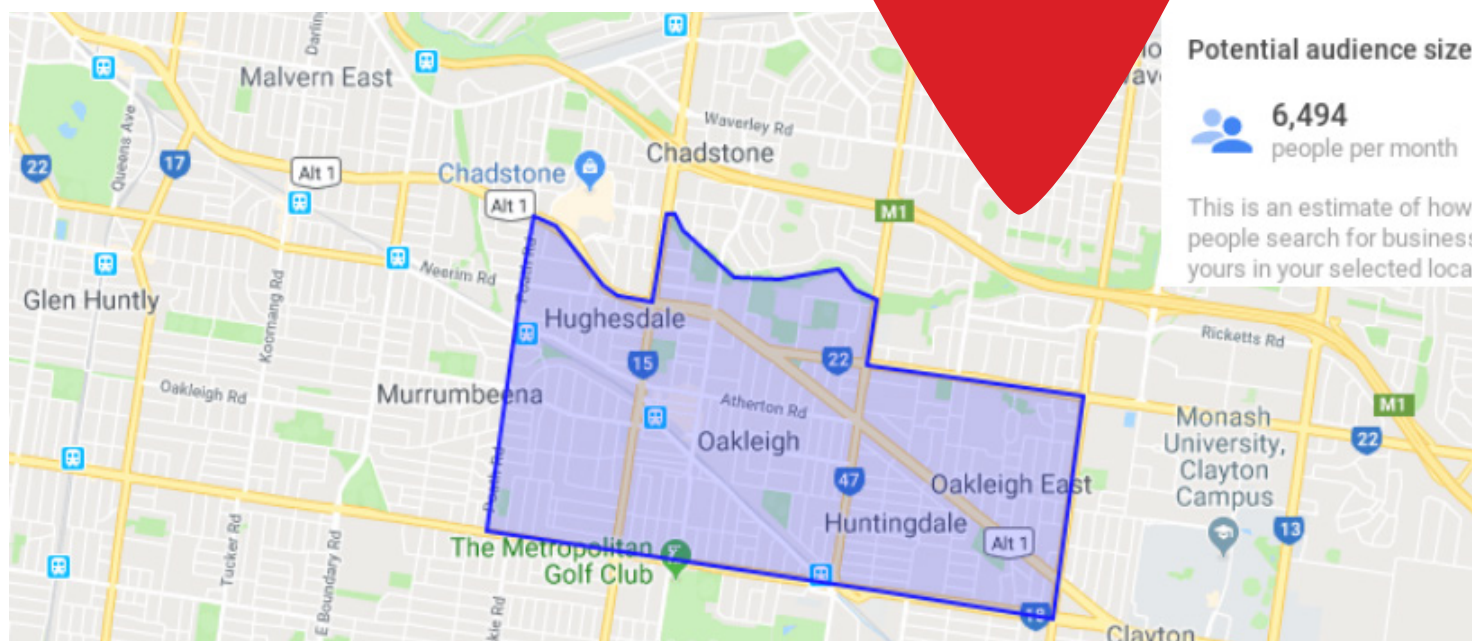 Malvern East
Queens Ave
22
17
Alt 1
Waverley Rd
Chadstone
Chadstone
Alt 1
M1
Potential audience size
6,494
people per month
This is an estimate of how
people search for business
yours in your selected loca
Neerim Rd
Glen Huntly
Koornang Rd
Hughesdale
15
22
Ricketts Rd
Oakleigh Rd
Murrumbeena
Atherton Rd
Oakleigh
M1
22
Monash
University,
Clayton
Campus
47
Oakleigh East
Huntingdale
Alt 1
13
Tucker Rd
E Boundary Rd
The Metropolitan
Golf Club
Clayton